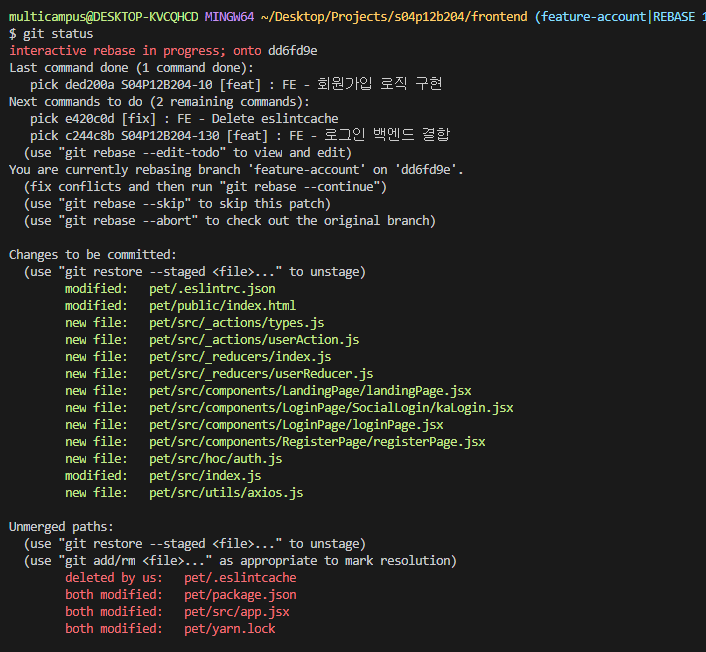 multicampus@DESKTOP-KVCQHCD MINGW64 ~/Desktop/Projects/s04p12b204/frontend (feature-account|REBASE 1
$ git status
interactive rebase in progress; onto dd6fd9e
Last command done (1 command done):
   pick ded200a S04P12B204-10 [feat] : FE - 회원가입 로직 구현
Next commands to do (2 remaining commands):
   pick e420c0d [fix] : FE - Delete eslintcache
   pick c244c8b S04P12B204-130 [feat] : FE - 로그인 백엔드 결합
  (use "git rebase --edit-todo" to view and edit)
You are currently rebasing branch 'feature-account' on 'dd6fd9e'.
  (fix conflicts and then run "git rebase --continue")
  (use "git rebase --skip" to skip this patch)
  (use "git rebase --abort" to check out the original branch)

Changes to be committed:
  (use "git restore --staged <file>..." to unstage)
        modified:   pet/.eslintrc.json
        modified:   pet/public/index.html
        new file:   pet/src/_actions/types.js
        new file:   pet/src/_actions/userAction.js
        new file:   pet/src/_reducers/index.js
        new file:   pet/src/_reducers/userReducer.js
        new file:   pet/src/components/LandingPage/landingPage.jsx
        new file:   pet/src/components/LoginPage/SocialLogin/kaLogin.jsx
        new file:   pet/src/components/LoginPage/loginPage.jsx
        new file:   pet/src/components/RegisterPage/registerPage.jsx
        new file:   pet/src/hoc/auth.js
        modified:   pet/src/index.js
        new file:   pet/src/utils/axios.js

Unmerged paths:
  (use "git restore --staged <file>..." to unstage)
  (use "git add/rm <file>..." as appropriate to mark resolution)
        deleted by us:   pet/.eslintcache
        both modified:   pet/package.json
        both modified:   pet/src/app.jsx
        both modified:   pet/yarn.lock